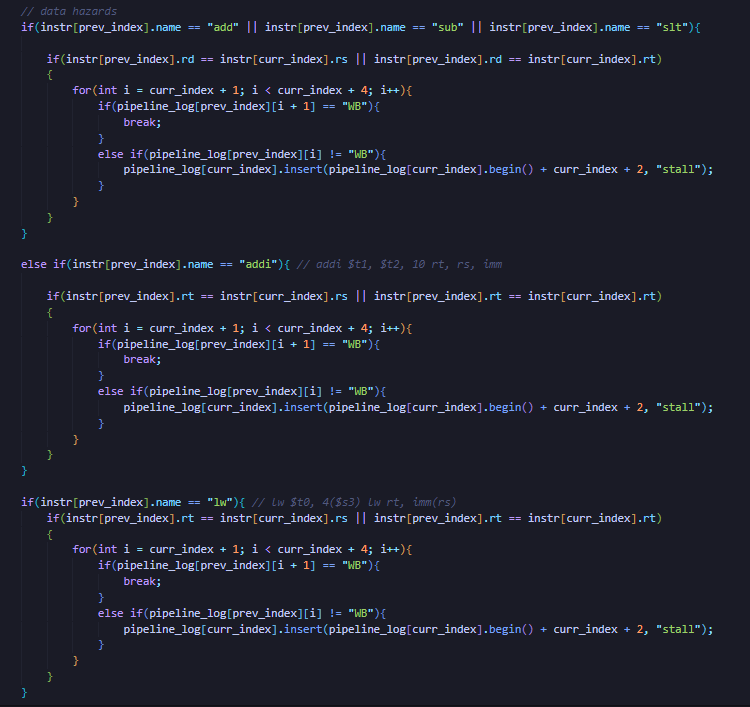 // data hazards
if(instr[prev_index].name == "add" || instr[prev_index].name == "sub" || instr[prev_index].name == "slt"){
if(instr[prev_index].rd == instr[curr_index].rs || instr[prev_index].rd == instr[curr_index].rt)
{
for(int i = curr_index + 1; i < curr_index + 4; i++){
if(pipeline_log[prev_index][i + 1] == "WB"){
break;
}
else if(pipeline_log[prev_index][i] != "WB"){
pipeline_log[curr_index].insert(pipeline_log[curr_index].begin() + curr_index + 2, "stall");
}
}
}
}
else if(instr[prev_index].name == "addi"){ // addi $t1, $t2, 10 rt, rs, imm
if(instr[prev_index].rt == instr[curr_index].rs || instr[prev_index].rt == instr[curr_index].rt)
{
for(int i = curr_index + 1; i < curr_index + 4; i++){
if(pipeline_log[prev_index][i + 1] == "WB"){
break;
}
else if(pipeline_log[prev_index][i] != "WB"){
pipeline_log[curr_index].insert(pipeline_log[curr_index].begin() + curr_index + 2, "stall");
}
}
}
}
if(instr[prev_index].name == "lw"){ // lw $t0, 4($s3) lw rt, imm(rs)
if(instr[prev_index].rt == instr[curr_index].rs || instr[prev_index].rt == instr[curr_index].rt)
{
for(int i = curr_index + 1; i < curr_index + 4; i++){
if(pipeline_log[prev_index][i + 1] == "WB"){
break;
}
else if(pipeline_log[prev_index][i] != "WB"){
pipeline_log[curr_index].insert(pipeline_log[curr_index].begin() + curr_index + 2, "stall");
}
}
}
}